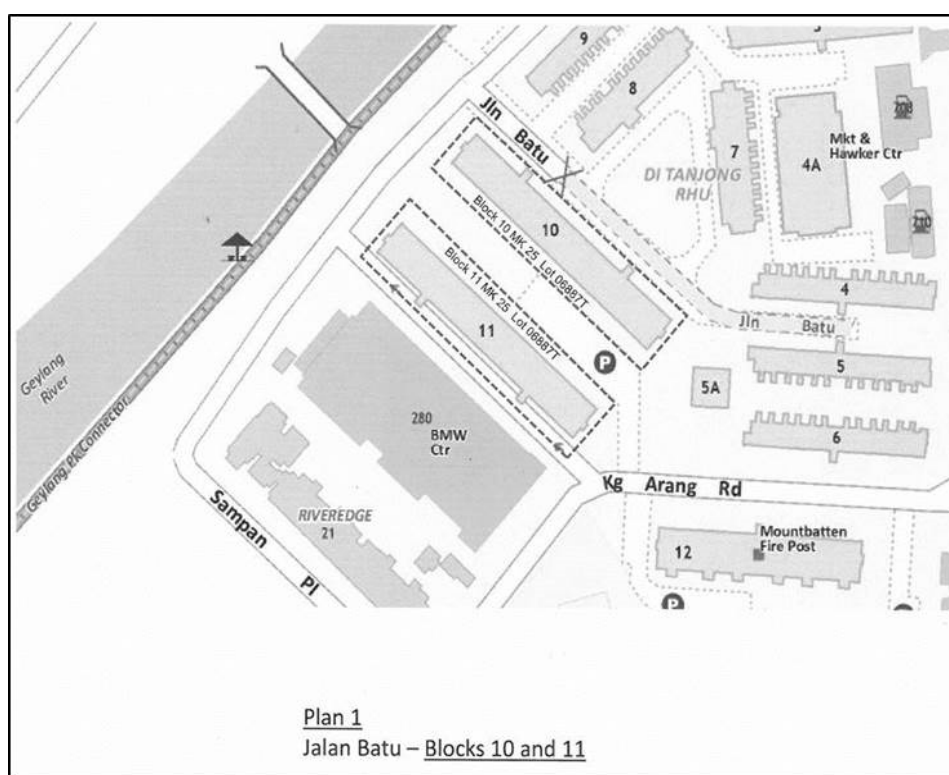 3
9
8
Jln Batu
708
7
4A
Mkt &
Hawker Ctr
DI TANJONG
RHU
710
10
Block 10 MK 25 Lot 06887T
Block 11 MK 25 Lot 06887T
11
4
Jln Batu
P
5
5A
6
Geylang
River
Geylang PK Connector
280
BMW
Ctr
Kg Arang Rd
RIVEREDGE
21
Sampan Pl
12
Mountbatten
Fire Post
P
Plan 1
Jalan Batu – Blocks 10 and 11